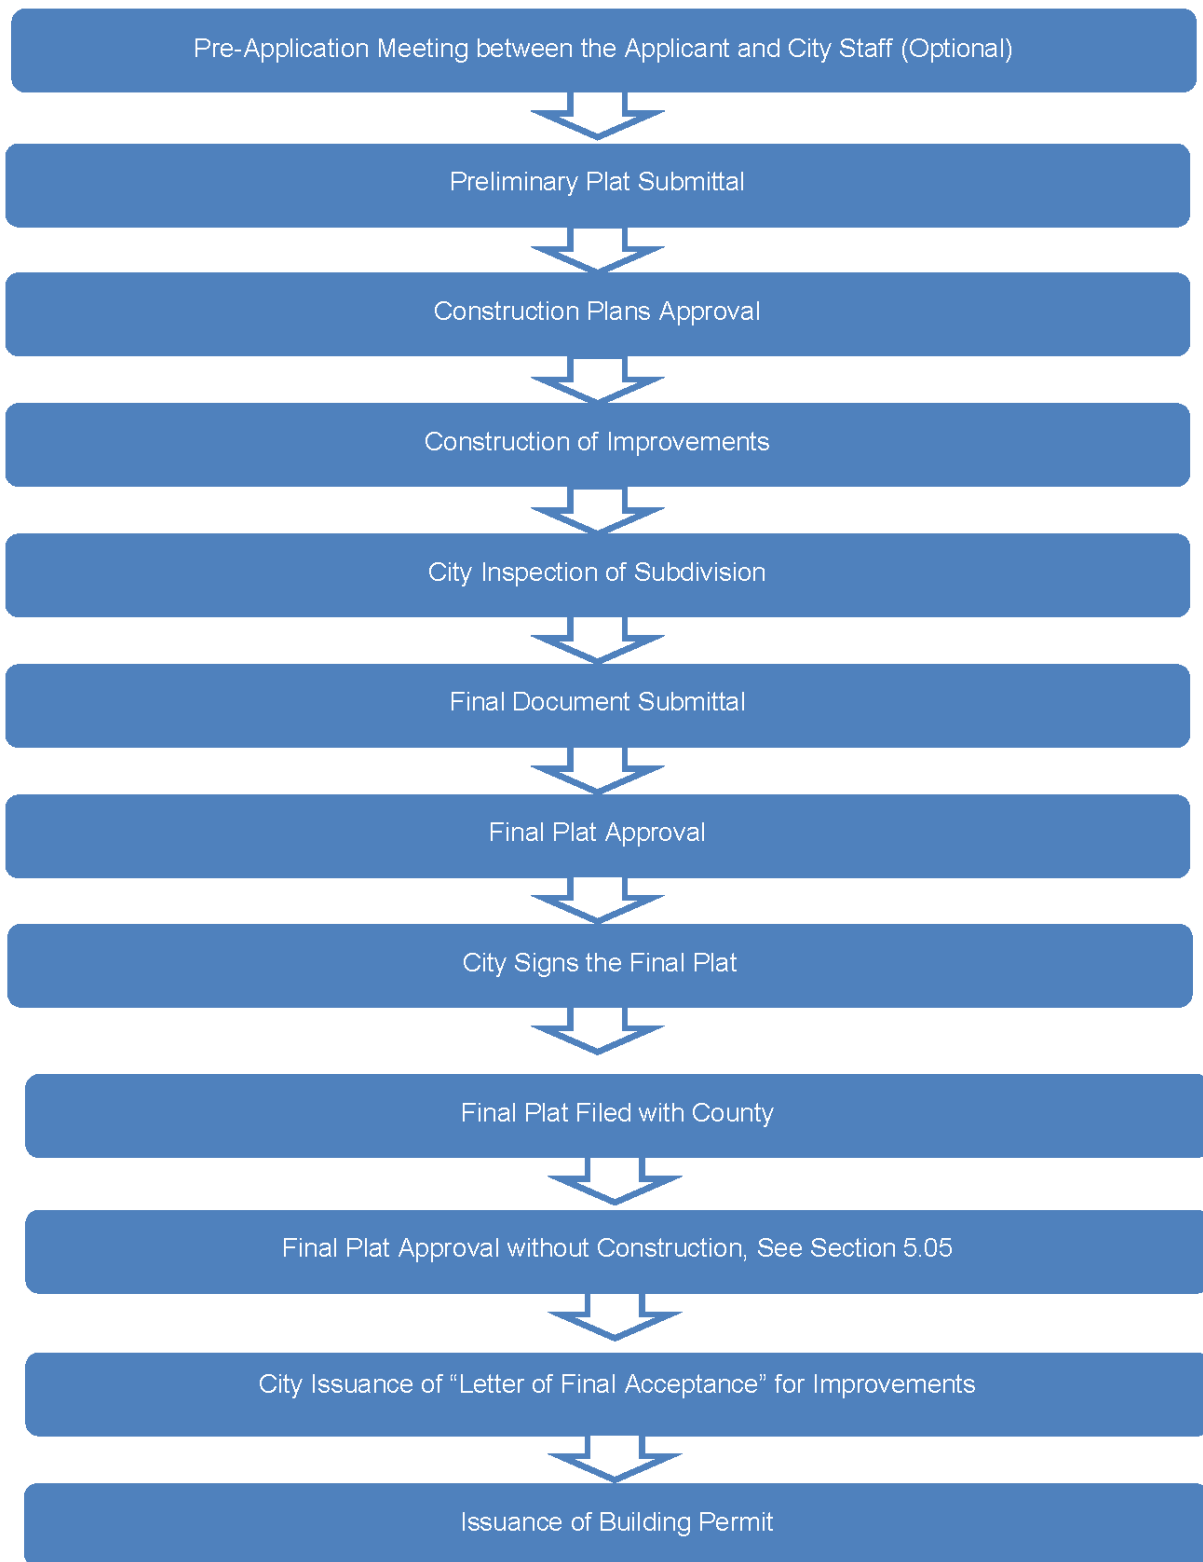 Pre-Application Meeting between the Applicant and City Staff (Optional)
Preliminary Plat Submittal
Construction Plans Approval
Construction of Improvements
City Inspection of Subdivision
Final Document Submittal
Final Plat Approval
City Signs the Final Plat
Final Plat Filed with County
Final Plat Approval without Construction, See Section 5.05
City Issuance of “Letter of Final Acceptance” for Improvements
Issuance of Building Permit